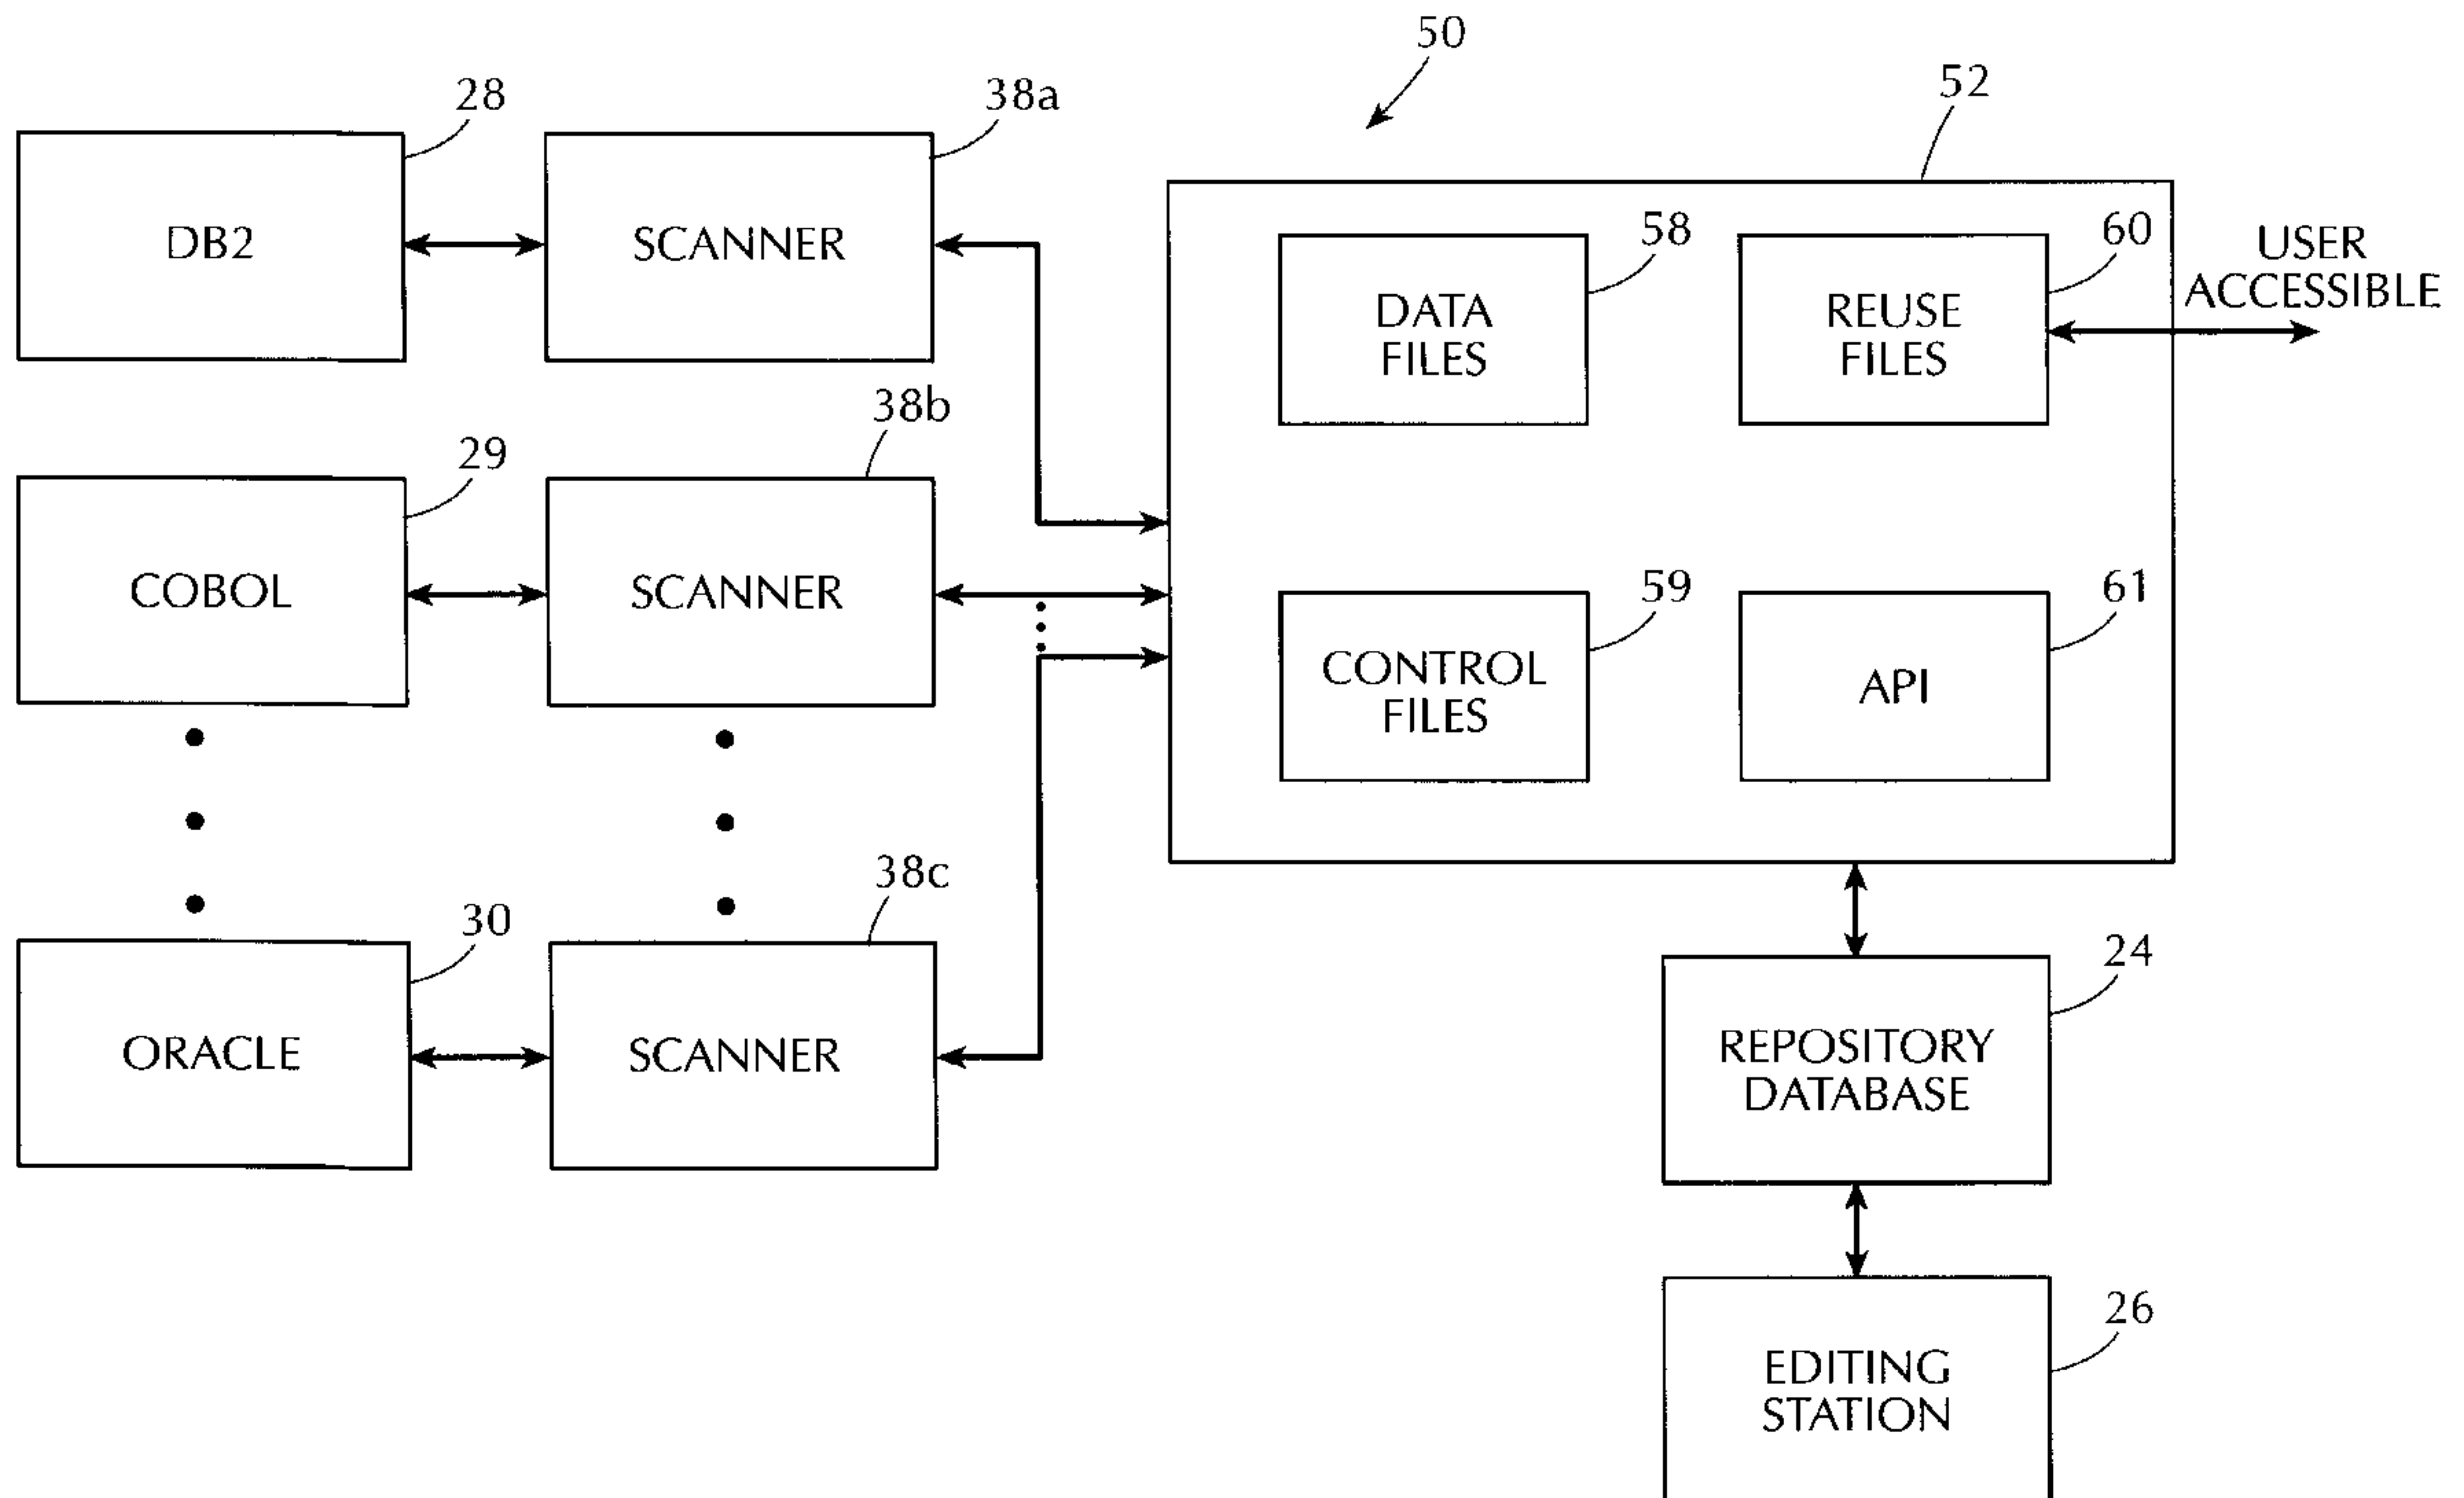 50
52
28
38a
DB2
SCANNER
58
60
DATA
FILES
REUSE
FILES
USER
ACCESSIBLE
29
38b
COBOL
SCANNER
59
61
CONTROL
FILES
API
30
38c
ORACLE
SCANNER
24
REPOSITORY
DATABASE
26
EDITING
STATION